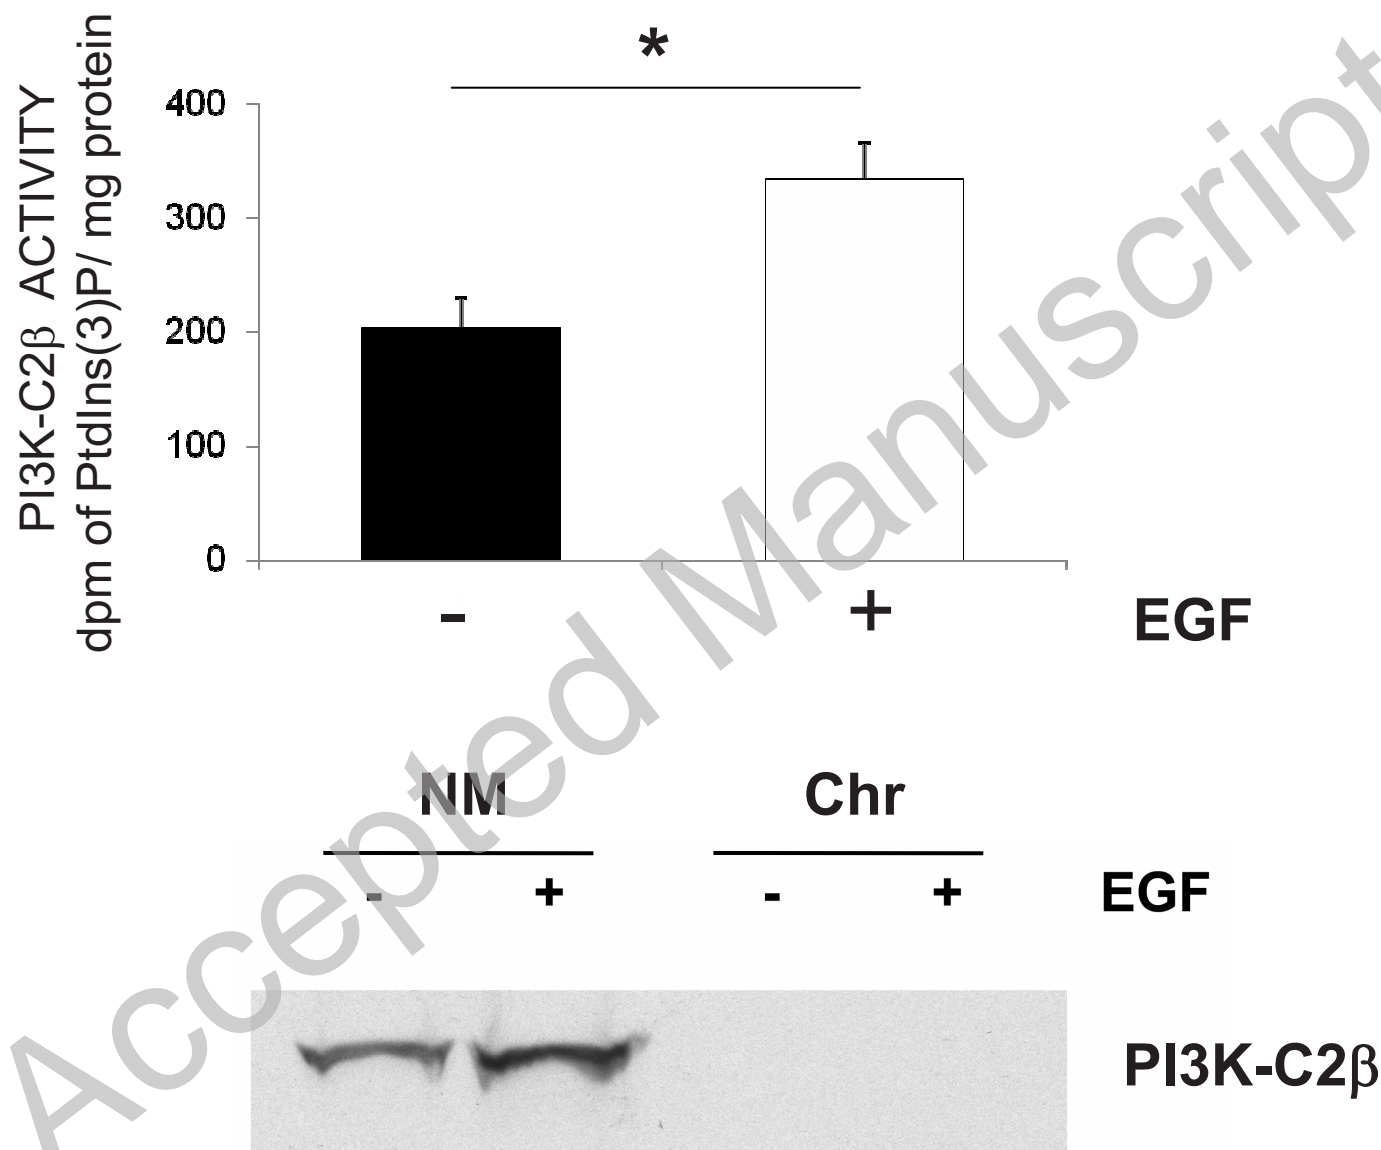 *
PI3K-C2β ACTIVITY
dpm of PtdIns(3)P/ mg protein
400
300
200
100
0
- + EGF
NM Chr
- + - + EGF
PI3K-C2β
Accepted Manuscript